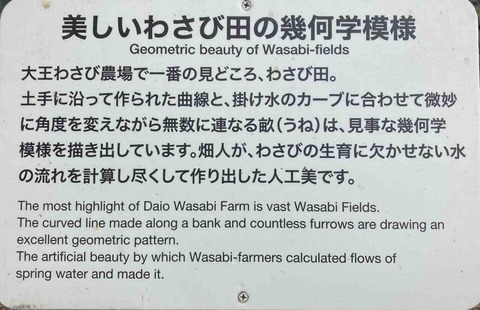 美しいわさび田の幾何学模様
Geometric beauty of Wasabi-fields
大王わさび農場で一番の見どころ、わさび田。
土手に沿って作られた曲線と、掛け水のカーブに合わせて微妙
に角度を変えながら無数に連なる畝(うね)は、見事な幾何学
模様を描き出しています。畑人が、わさびの生育に欠かせない水
の流れを計算し尽くして作り出した人工美です。
The most highlight of Daio Wasabi Farm is vast Wasabi Fields.
The curved line made along a bank and countless furrows are drawing an
excellent geometric pattern.
The artificial beauty by which Wasabi-farmers calculated flows of
spring water and made it.